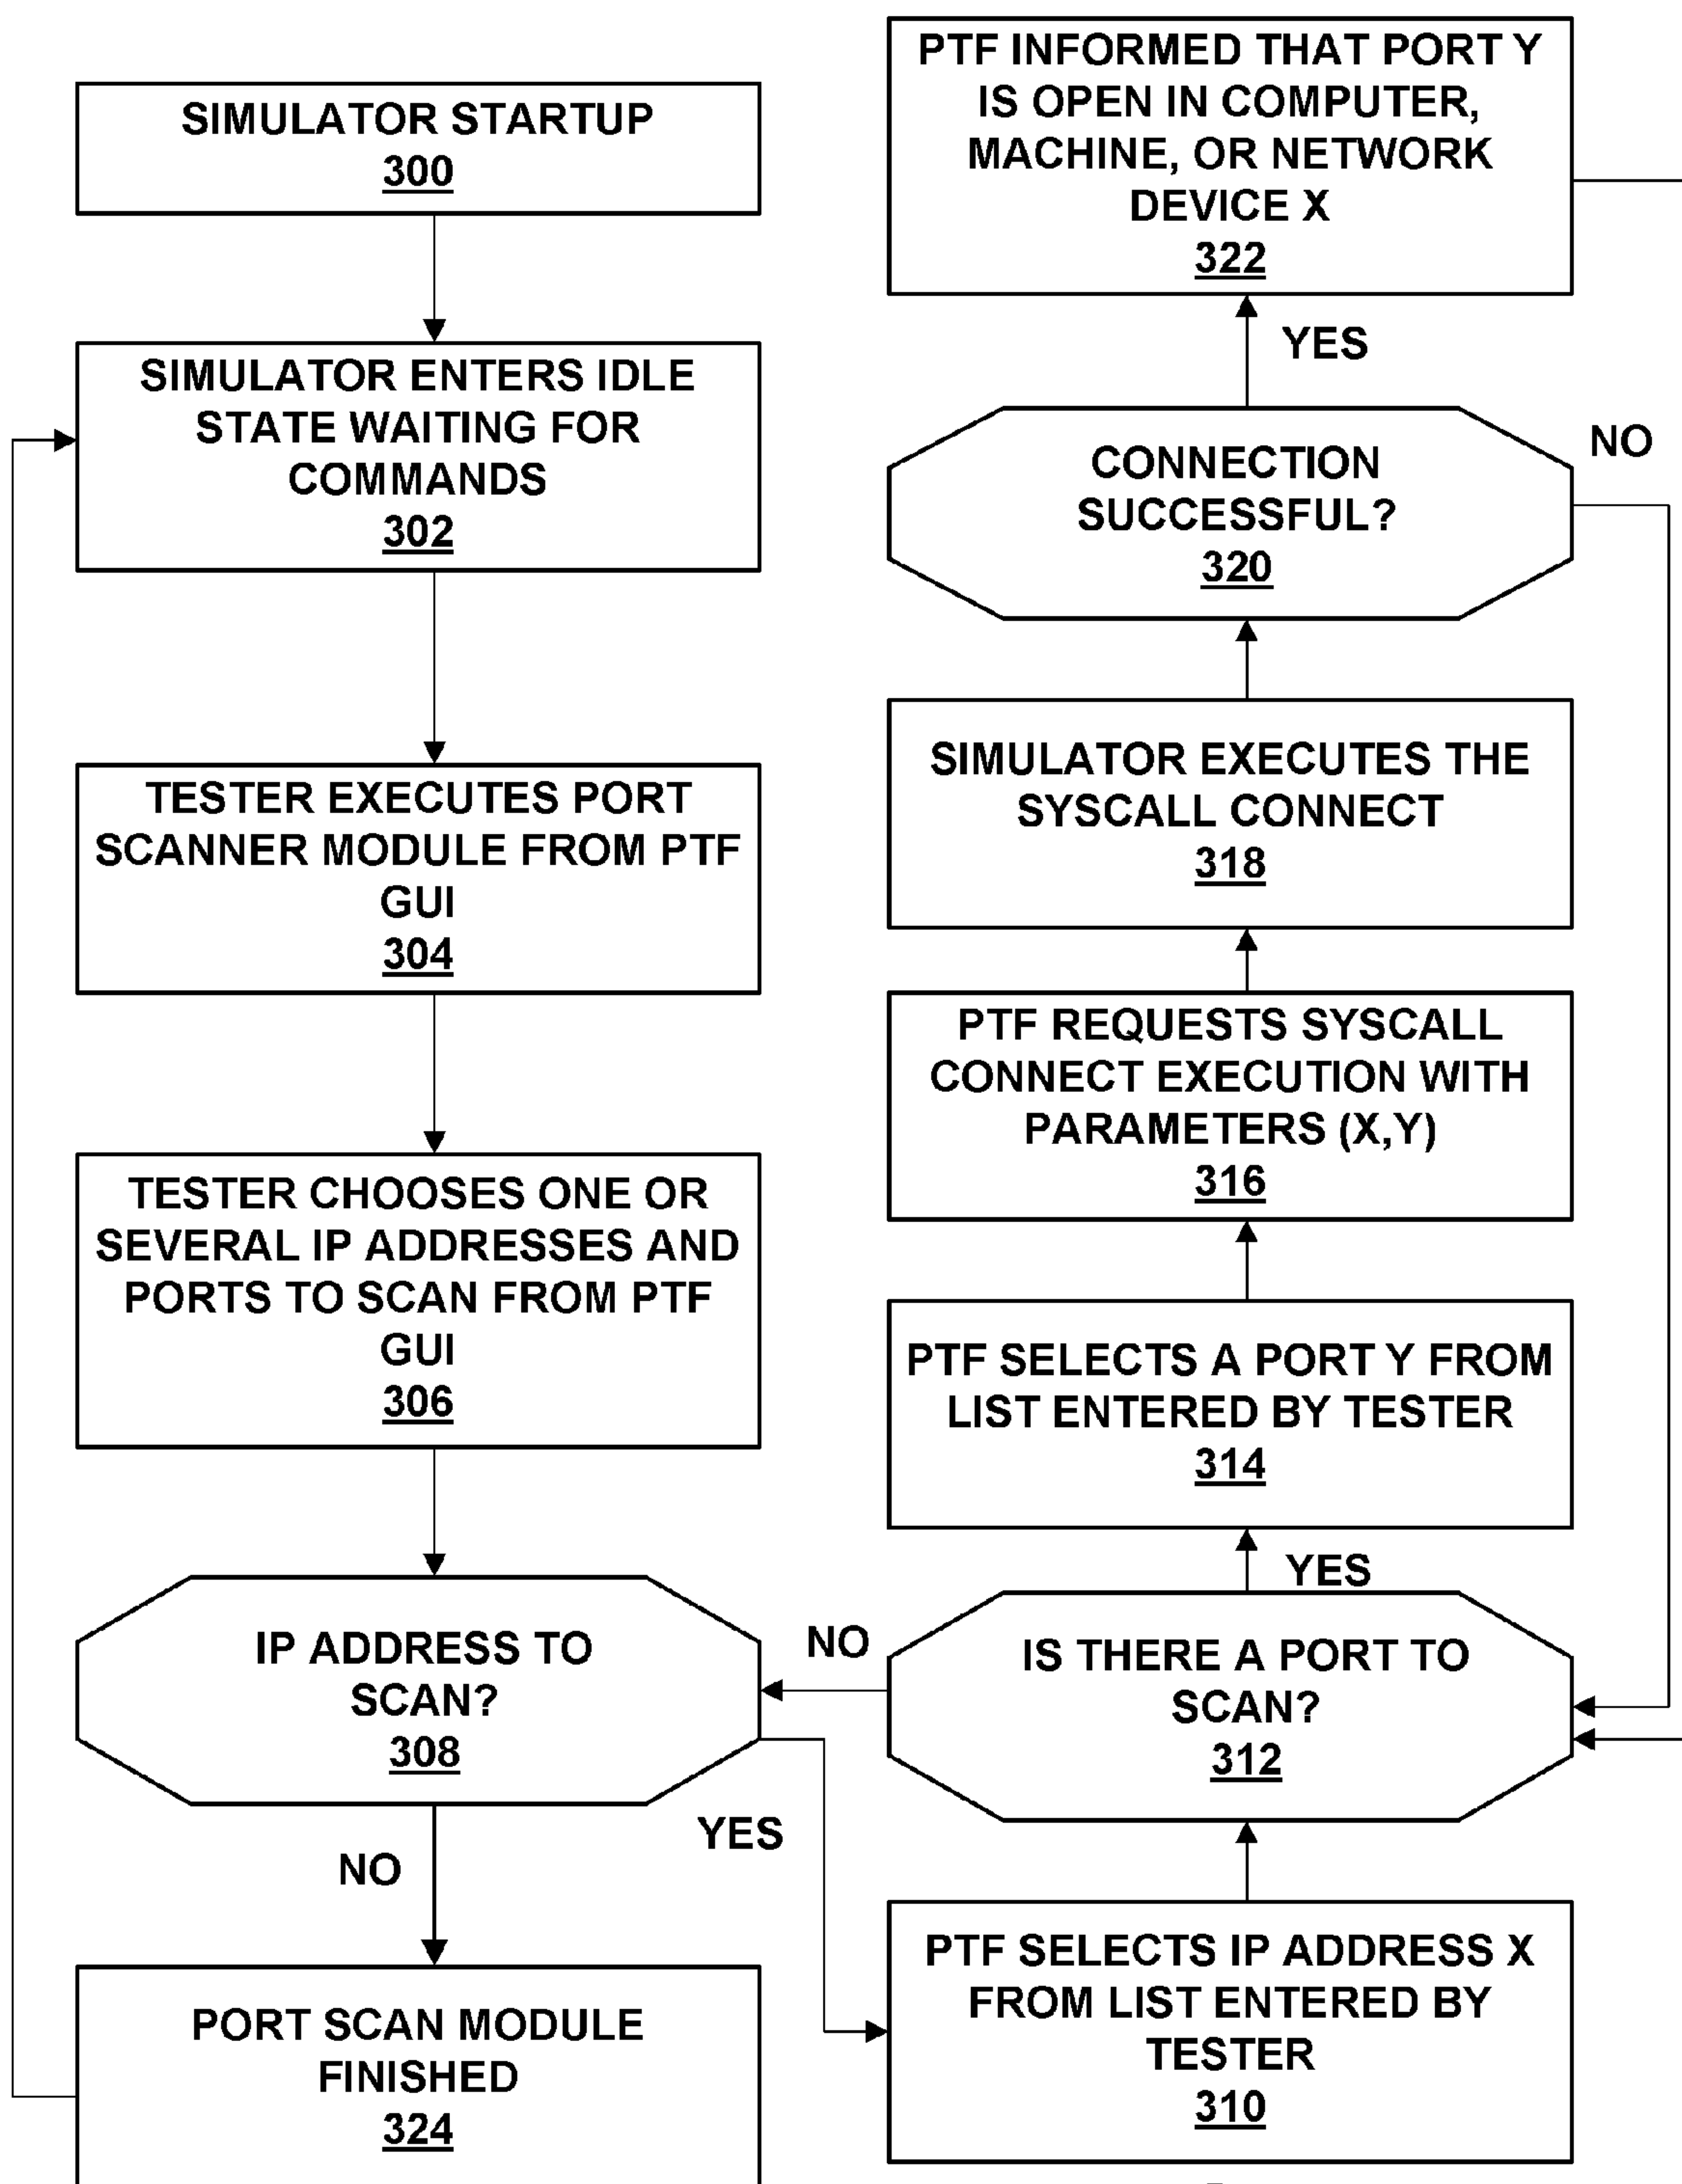 SIMULATOR STARTUP
300
SIMULATOR ENTERS IDLE
STATE WAITING FOR
COMMANDS
302
TESTER EXECUTES PORT
SCANNER MODULE FROM PTF
GUI
304
TESTER CHOOSES ONE OR
SEVERAL IP ADDRESSES AND
PORTS TO SCAN FROM PTF
GUI
306
IP ADDRESS TO
SCAN?
308
NO
YES
PORT SCAN MODULE
FINISHED
324
PTF INFORMED THAT PORT Y
IS OPEN IN COMPUTER,
MACHINE, OR NETWORK
DEVICE X
322
YES
CONNECTION
SUCCESSFUL?
320
NO
SIMULATOR EXECUTES THE
SYSCALL CONNECT
318
PTF REQUESTS SYSCALL
CONNECT EXECUTION WITH
PARAMETERS (X,Y)
316
PTF SELECTS A PORT Y FROM
LIST ENTERED BY TESTER
314
YES
NO
IS THERE A PORT TO
SCAN?
312
PTF SELECTS IP ADDRESS X
FROM LIST ENTERED BY
TESTER
310